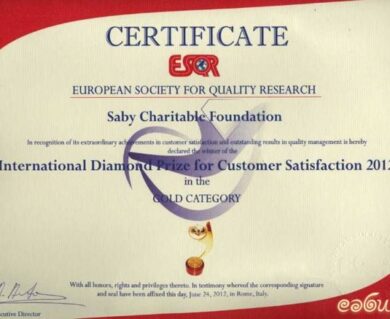 CERTIFICATE
ESQR
EUROPEAN SOCIETY FOR QUALITY RESEARCH
Saby Charitable Foundation
In recognition of its extraordinary achievements in customer satisfaction and outstanding results in quality management is hereby
declared the winner of the
International Diamond Prize for Customer Satisfaction 2012
in the
GOLD CATEGORY
With all honors, rights and privileges thereto. In testimony whereof the corresponding signature
and seal have been affixed this day, June 24, 2012, in Rome, Italy.
Executive Director